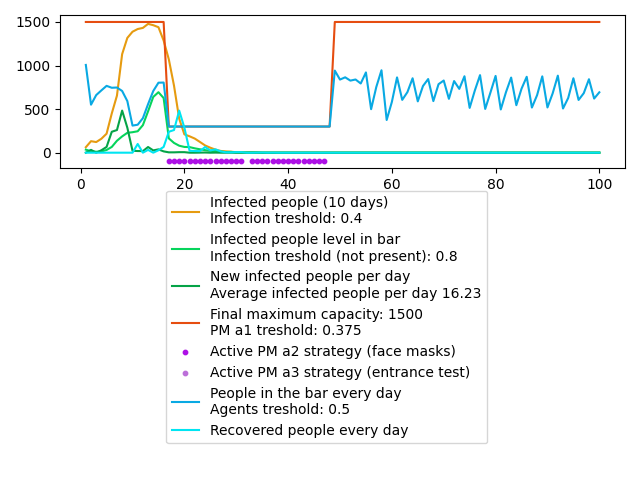 1500
1000
500
0
0 20 40 60 80 100
Infected people (10 days)
Infection treshold: 0.4
Infected people level in bar
Infection treshold (not present): 0.8
New infected people per day
Average infected people per day 16.23
Final maximum capacity: 1500
PM a1 treshold: 0.375
Active PM a2 strategy (face masks)
Active PM a3 strategy (entrance test)
People in the bar every day
Agents treshold: 0.5
Recovered people every day